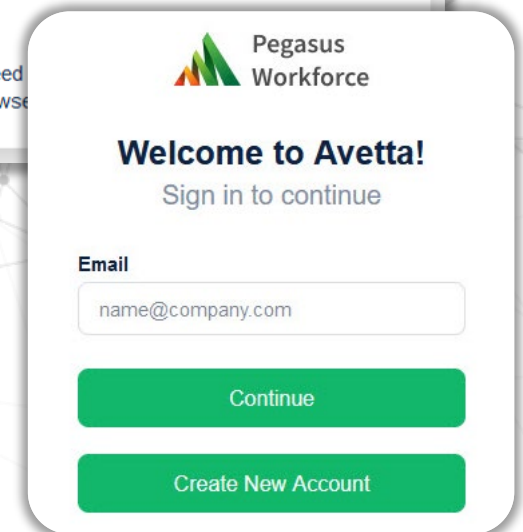 Pegasus
Workforce
Welcome to Avetta!
Sign in to continue
Email
name@company.com
Continue
Create New Account